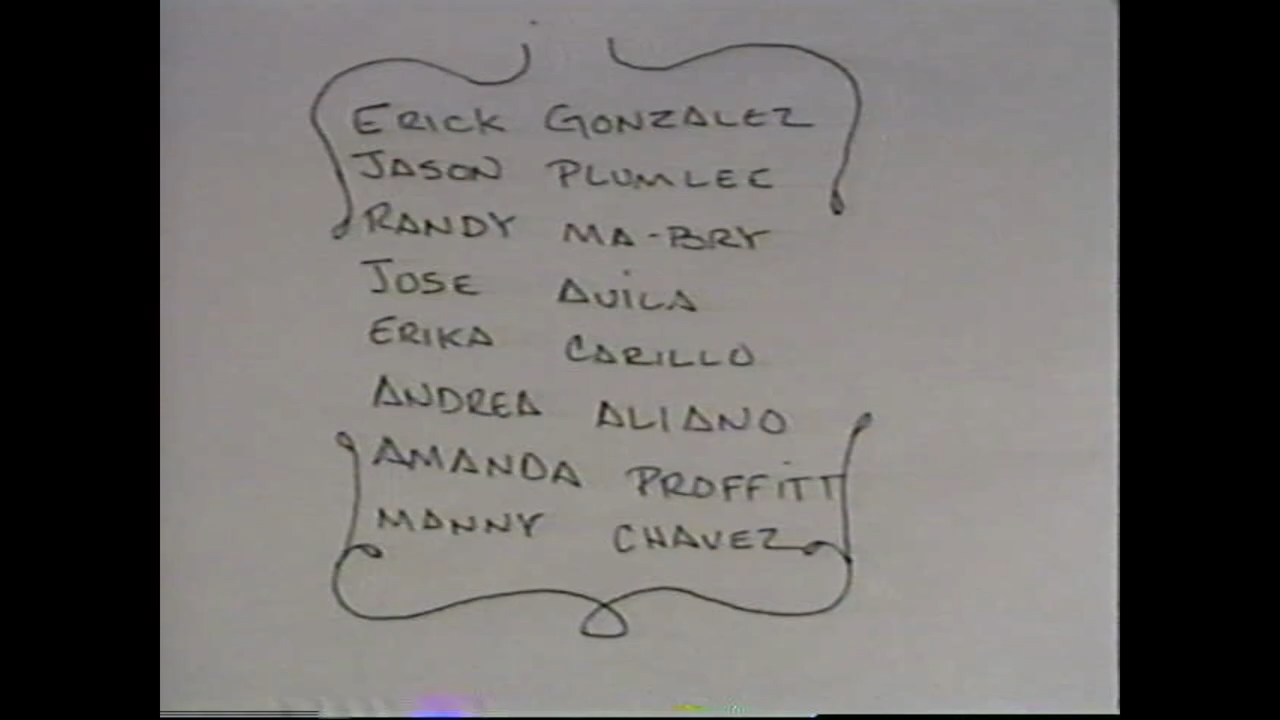 ERICK GONZALEZ
JASON PLUMLEE
RANDY MA-BRY
JOSE AVILA
ERIKA CARILLO
ANDREA ALIANO
AMANDA PROFFITT
MANNY CHAVEZ